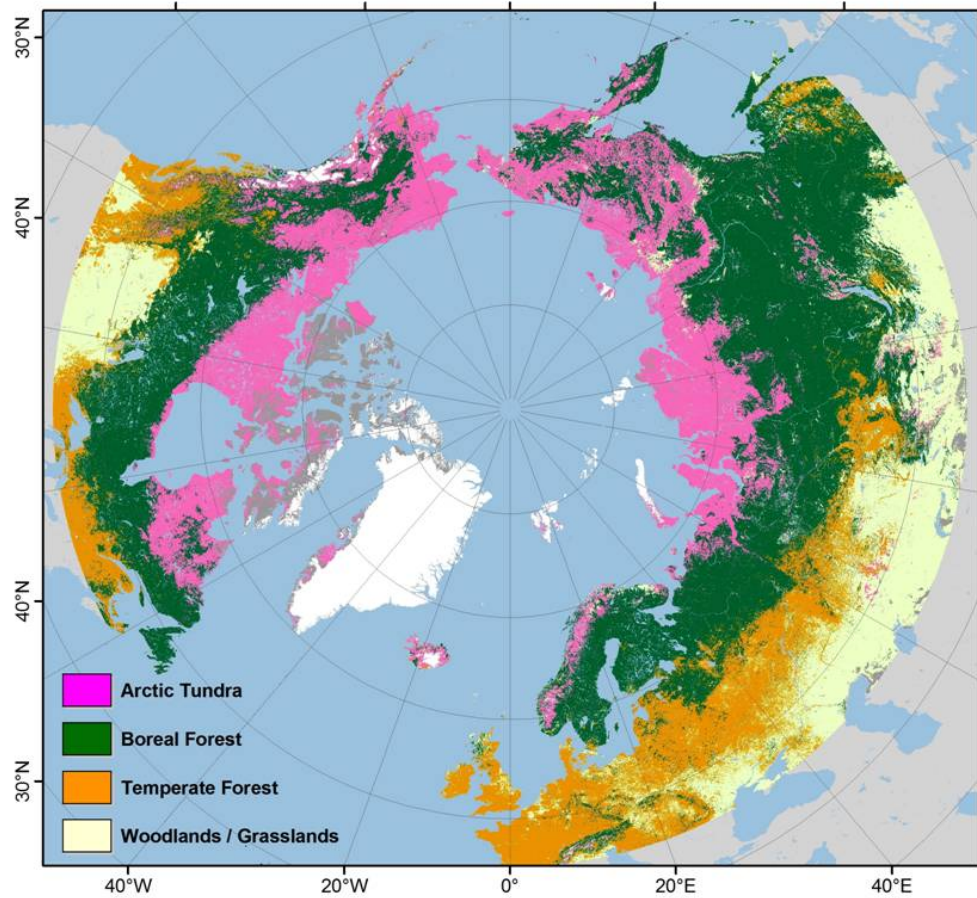 30°N
40°N
40°N
30°N
Arctic Tundra
Boreal Forest
Temperate Forest
Woodlands / Grasslands
40°W
20°W
0°
20°E
40°E